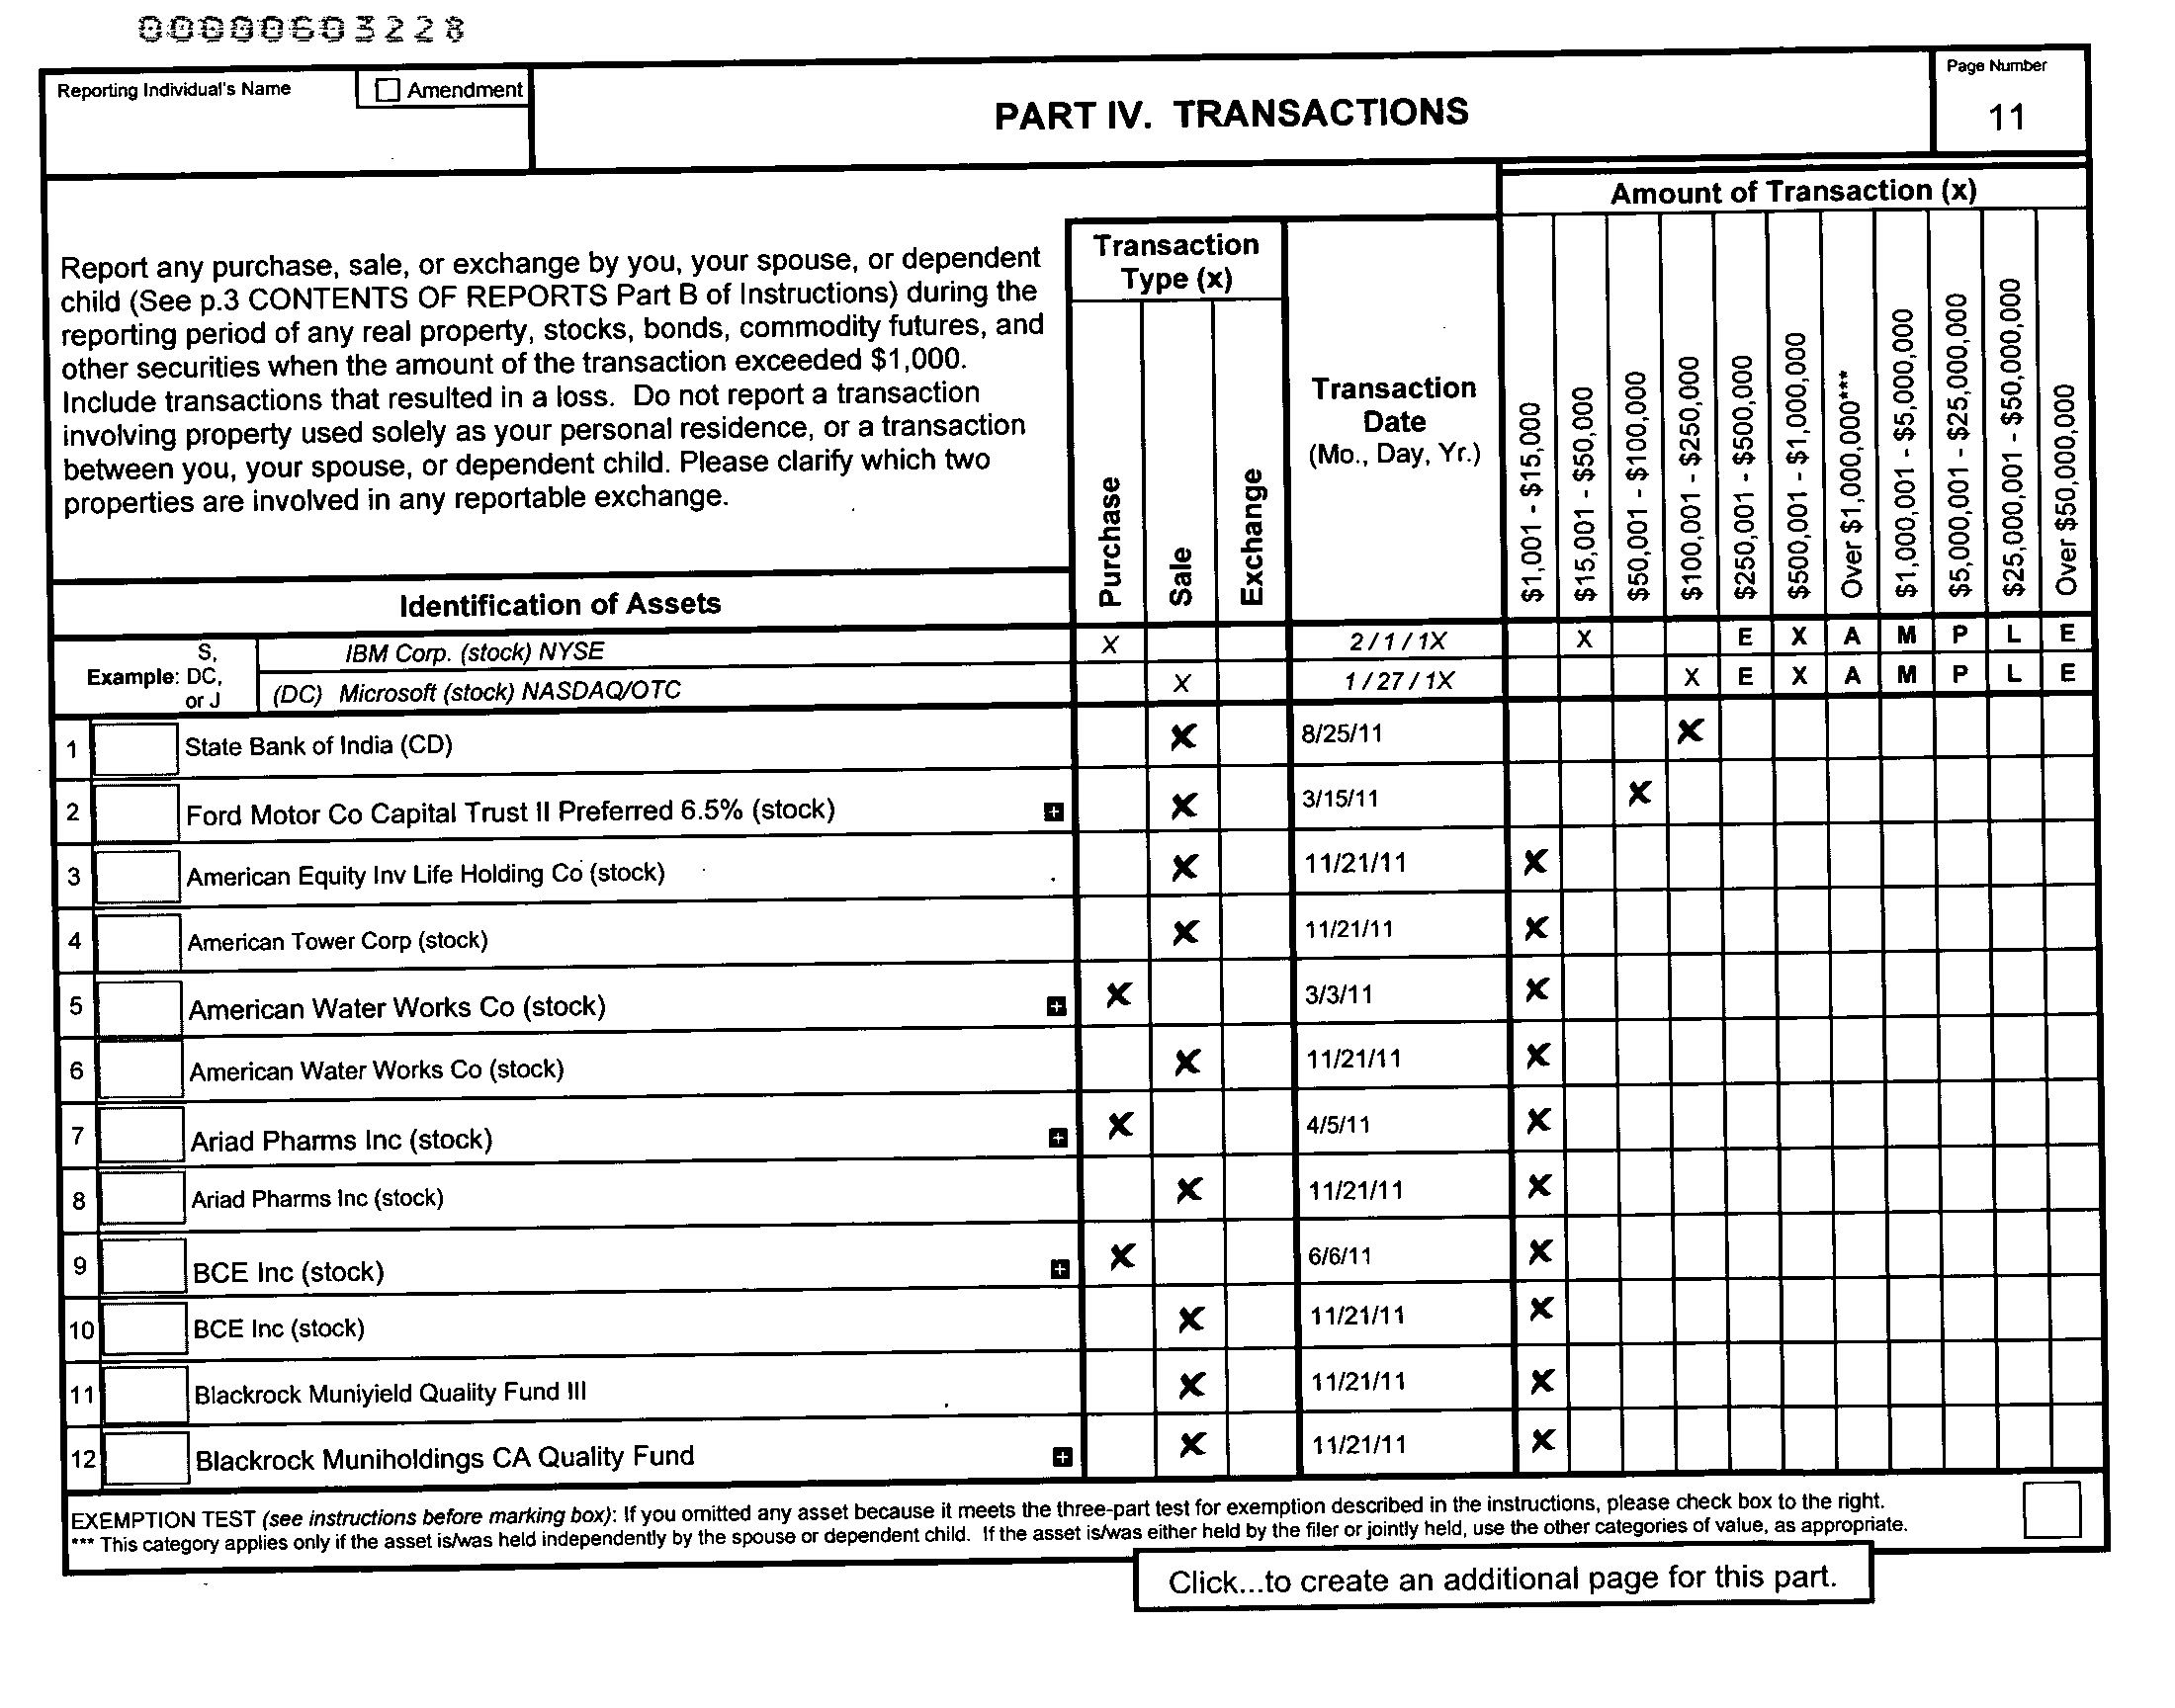 00000603228
Reporting Individual's Name
Amendment
PART IV. TRANSACTIONS
Page Number
11
Report any purchase, sale, or exchange by you, your spouse, or dependent
child (See p.3 CONTENTS OF REPORTS Part B of Instructions) during the
reporting period of any real property, stocks, bonds, commodity futures, and
other securities when the amount of the transaction exceeded $1,000.
Include transactions that resulted in a loss. Do not report a transaction
involving property used solely as your personal residence, or a transaction
between you, your spouse, or dependent child. Please clarify which two
properties are involved in any reportable exchange.
Identification of Assets
Transaction
Type (x)
Purchase
Sale
Exchange
Transaction
Date
(Mo., Day, Yr.)
Amount of Transaction (x)
$1,001 - $15,000
$15,001 - $50,000
$50,001 - $100,000
$100,001 - $250,000
$250,001 - $500,000
$500,001 - $1,000,000
Over $1,000,000***
$1,000,001 - $5,000,000
$5,000,001 - $25,000,000
$25,000,001 - $50,000,000
Over $50,000,000
Example: S, DC, or J
IBM Corp. (stock) NYSE X 2 / 1 / 1X X E X A M P L E
(DC) Microsoft (stock) NASDAQ/OTC X 1 / 27 / 1X X E X A M P L E
1 State Bank of India (CD) X 8/25/11 X
2 Ford Motor Co Capital Trust II Preferred 6.5% (stock) + X 3/15/11 X
3 American Equity Inv Life Holding Co (stock) X 11/21/11 X
4 American Tower Corp (stock) X 11/21/11 X
5 American Water Works Co (stock) + X 3/3/11 X
6 American Water Works Co (stock) X 11/21/11 X
7 Ariad Pharms Inc (stock) + X 4/5/11 X
8 Ariad Pharms Inc (stock) X 11/21/11 X
9 BCE Inc (stock) + X 6/6/11 X
10 BCE Inc (stock) X 11/21/11 X
11 Blackrock Muniyield Quality Fund III X 11/21/11 X
12 Blackrock Muniholdings CA Quality Fund + X 11/21/11 X
EXEMPTION TEST (see instructions before marking box): If you omitted any asset because it meets the three-part test for exemption described in the instructions, please check box to the right.
*** This category applies only if the asset is/was held independently by the spouse or dependent child. If the asset is/was either held by the filer or jointly held, use the other categories of value, as appropriate.
Click...to create an additional page for this part.